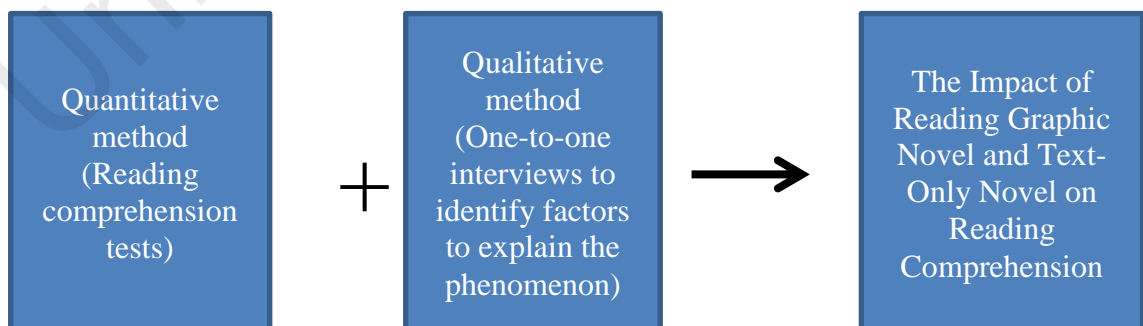 Quantitative
method
(Reading
comprehension
tests)
+
Qualitative
method
(One-to-one
interviews to
identify factors
to explain the
phenomenon)
The Impact of
Reading Graphic
Novel and Text-
Only Novel on
Reading
Comprehension